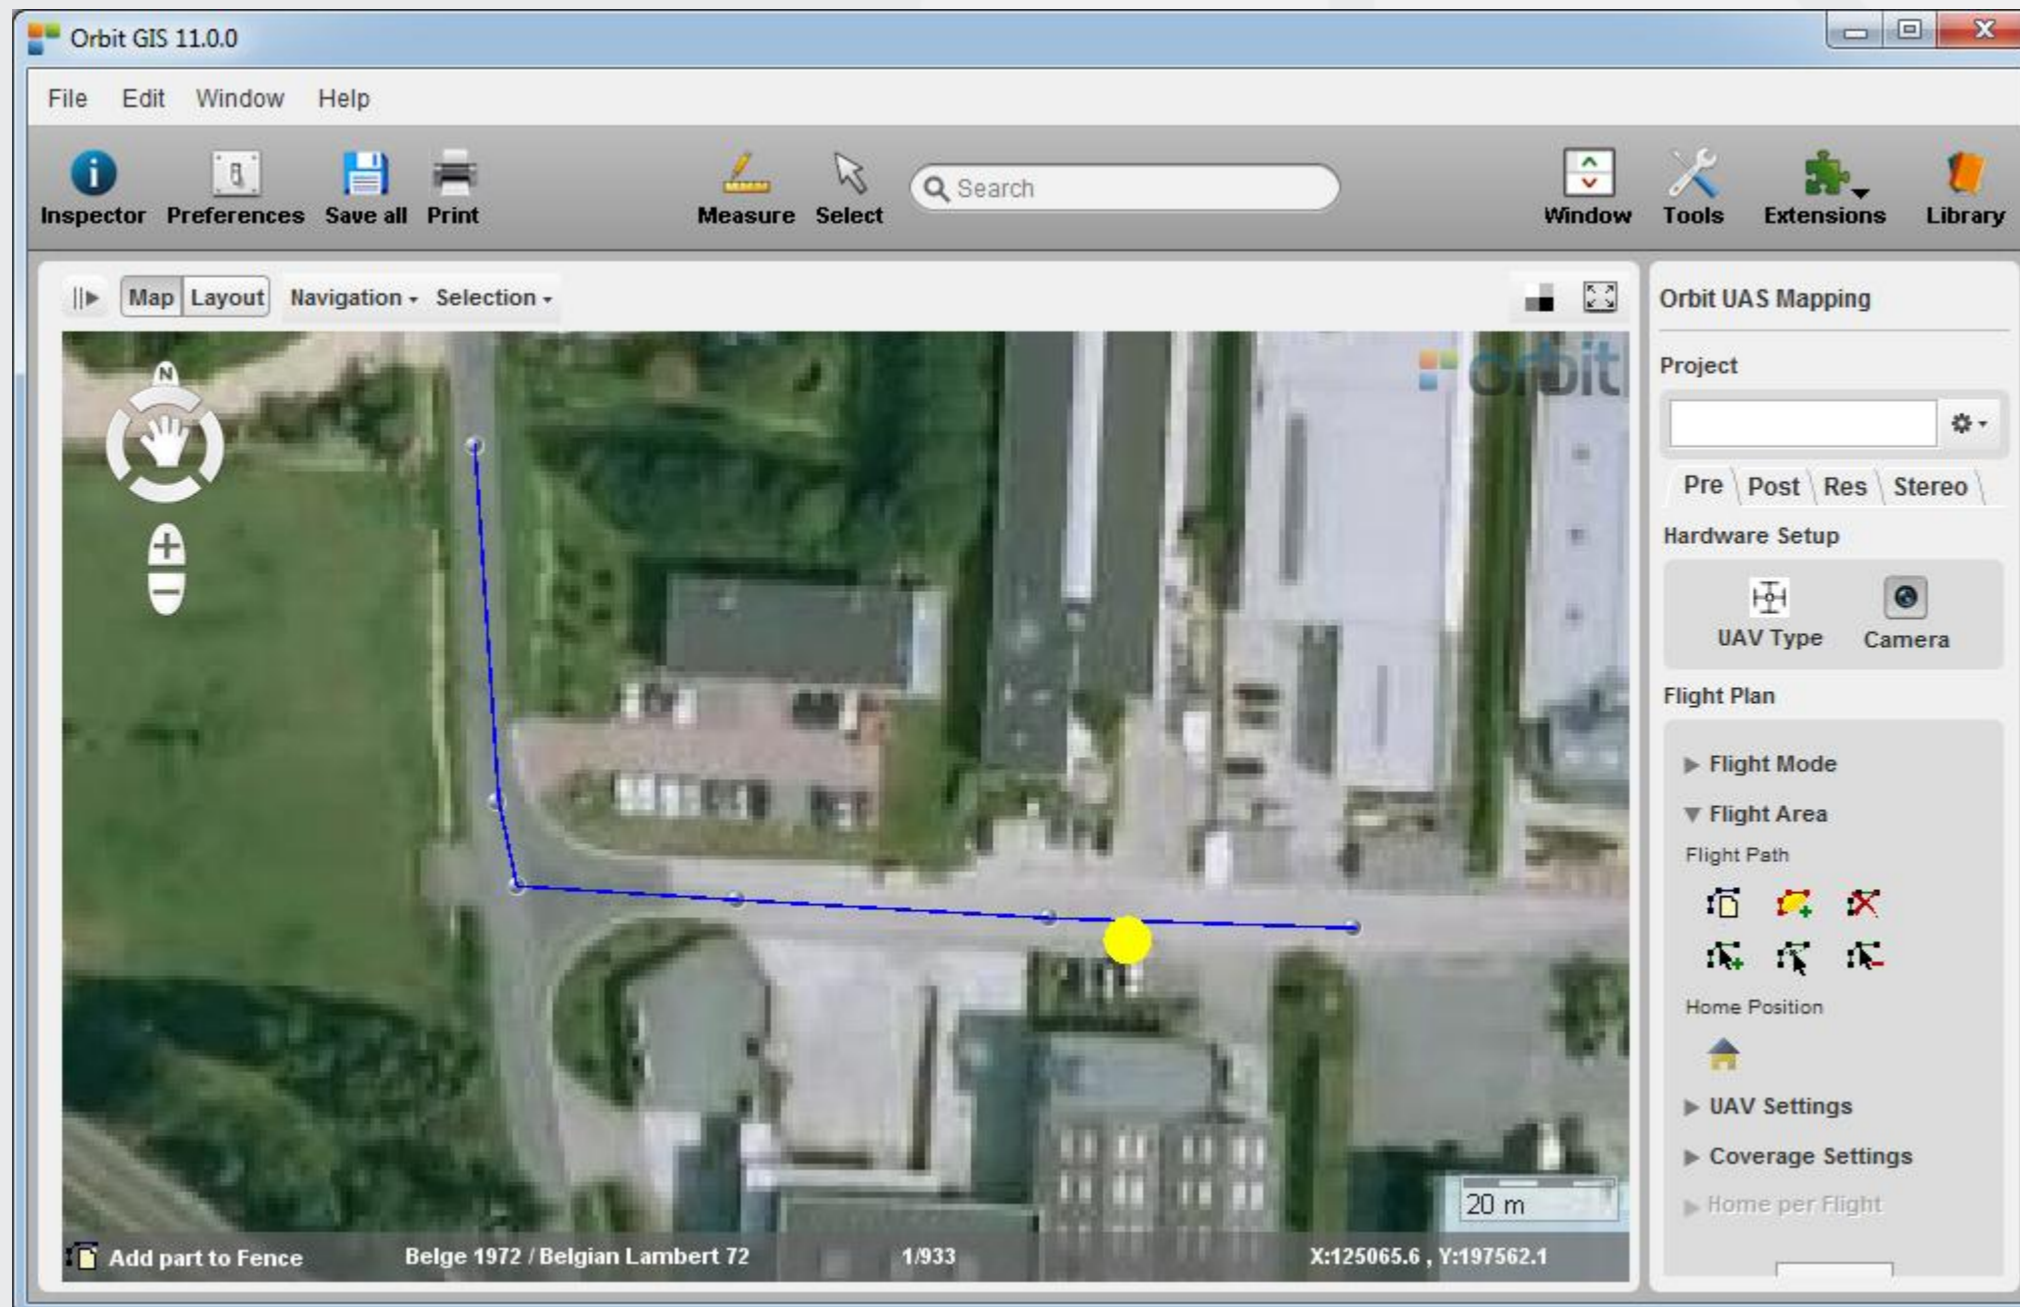 Orbit GIS 11.0.0
File Edit Window Help
Inspector Preferences Save all Print Measure Select Search Window Tools Extensions Library
Map Layout Navigation Selection
N
orbit
Orbit UAS Mapping
Project
Pre Post Res Stereo
Hardware Setup
UAV Type Camera
Flight Plan
Flight Mode
Flight Area
Flight Path
Home Position
UAV Settings
Coverage Settings
Home per Flight
20 m
Add part to Fence Belge 1972 / Belgian Lambert 72 1/933 X:125065.6 , Y:197562.1